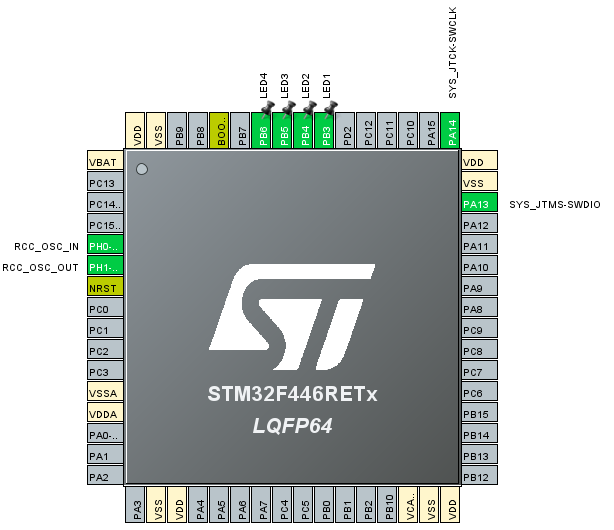 LED4
LED3
LED2
LED1
SYS_JTCK-SWCLK
VDD
VSS
PB9
PB8
BOO..
PB7
PB6
PB5
PB4
PB3
PD2
PC12
PC11
PC10
PA15
PA14
VBAT
PC13
PC14..
PC15..
RCC_OSC_IN
PH0-..
RCC_OSC_OUT
PH1-..
NRST
PC0
PC1
PC2
PC3
VSSA
VDDA
PA0-..
PA1
PA2
VDD
VSS
PA13
SYS_JTMS-SWDIO
PA12
PA11
PA10
PA9
PA8
PC9
PC8
PC7
PC6
PB15
PB14
PB13
PB12
ST
STM32F446RETx
LQFP64
PA3
VSS
VDD
PA4
PA5
PA6
PA7
PC4
PC5
PB0
PB1
PB2
PB10
VCA..
VSS
VDD